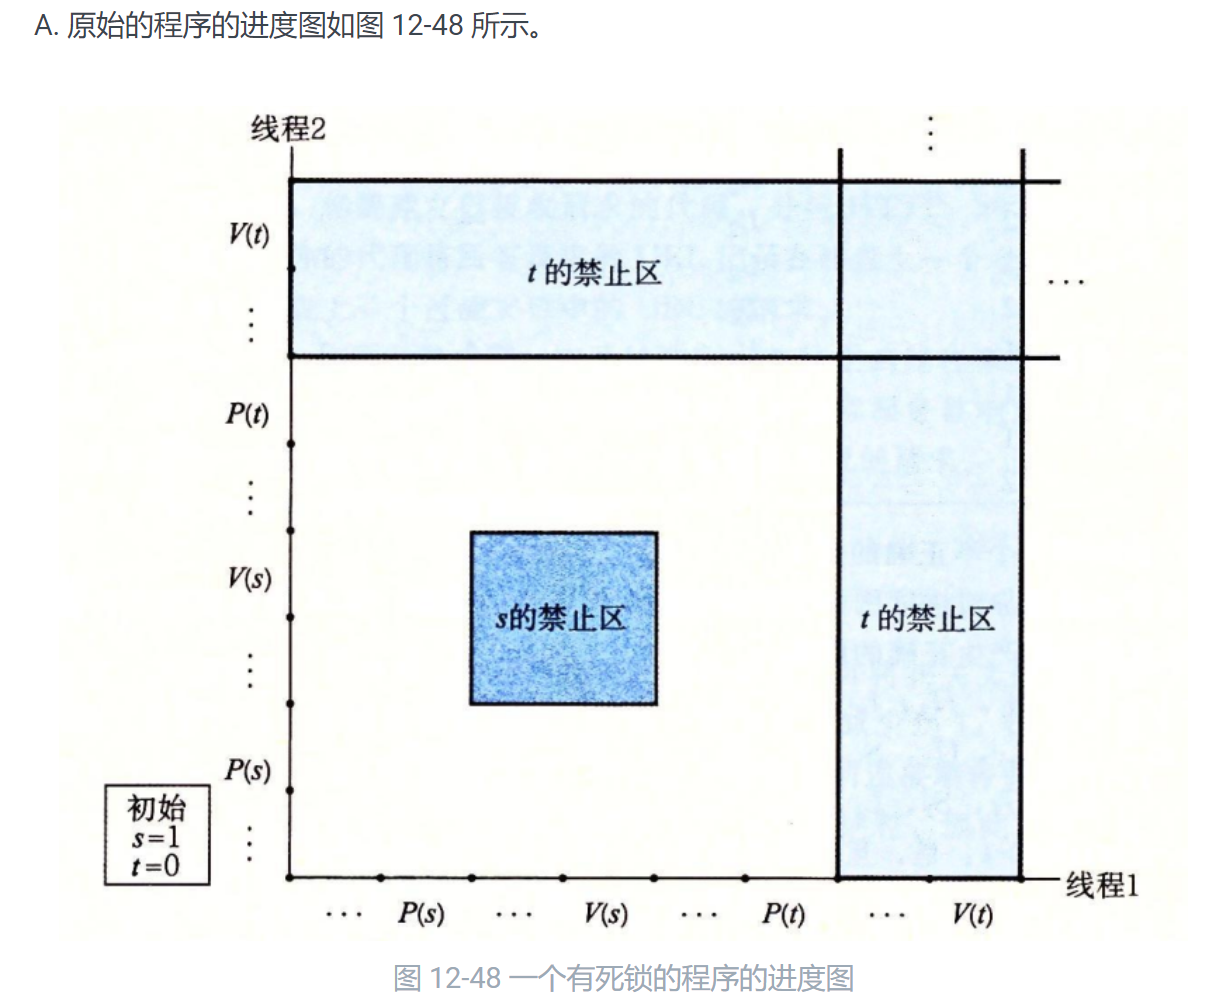 A. 原始的程序的进度图如图 12-48 所示。
线程2
⋮
V(t)
t 的禁止区
...
⋮
P(t)
⋮
V(s)
s的禁止区
t 的禁止区
⋮
P(s)
初始
s=1
t=0
⋮
线程1
... P(s) ... V(s) ... P(t) ... V(t)
图 12-48 一个有死锁的程序的进度图